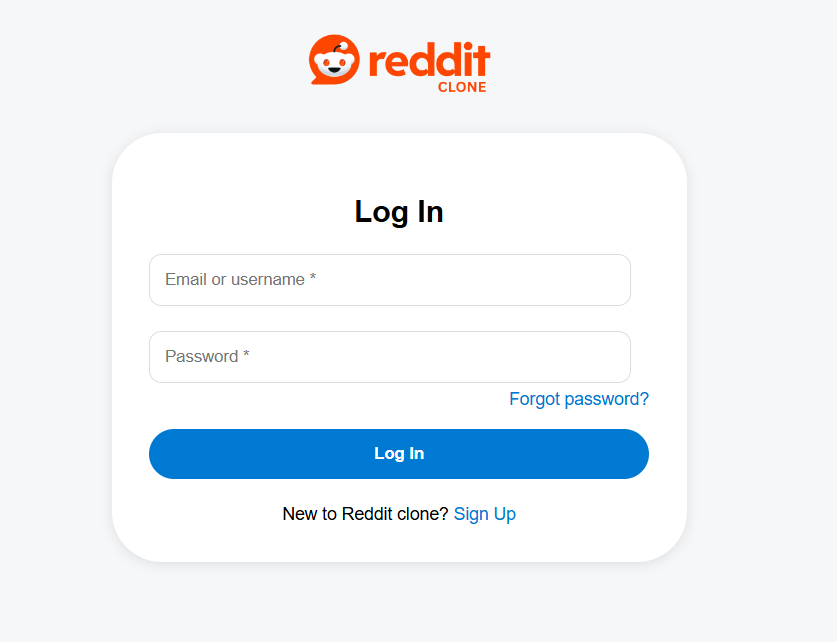 reddit
CLONE
Log In
Email or username *
Password *
Forgot password?
Log In
New to Reddit clone? Sign Up